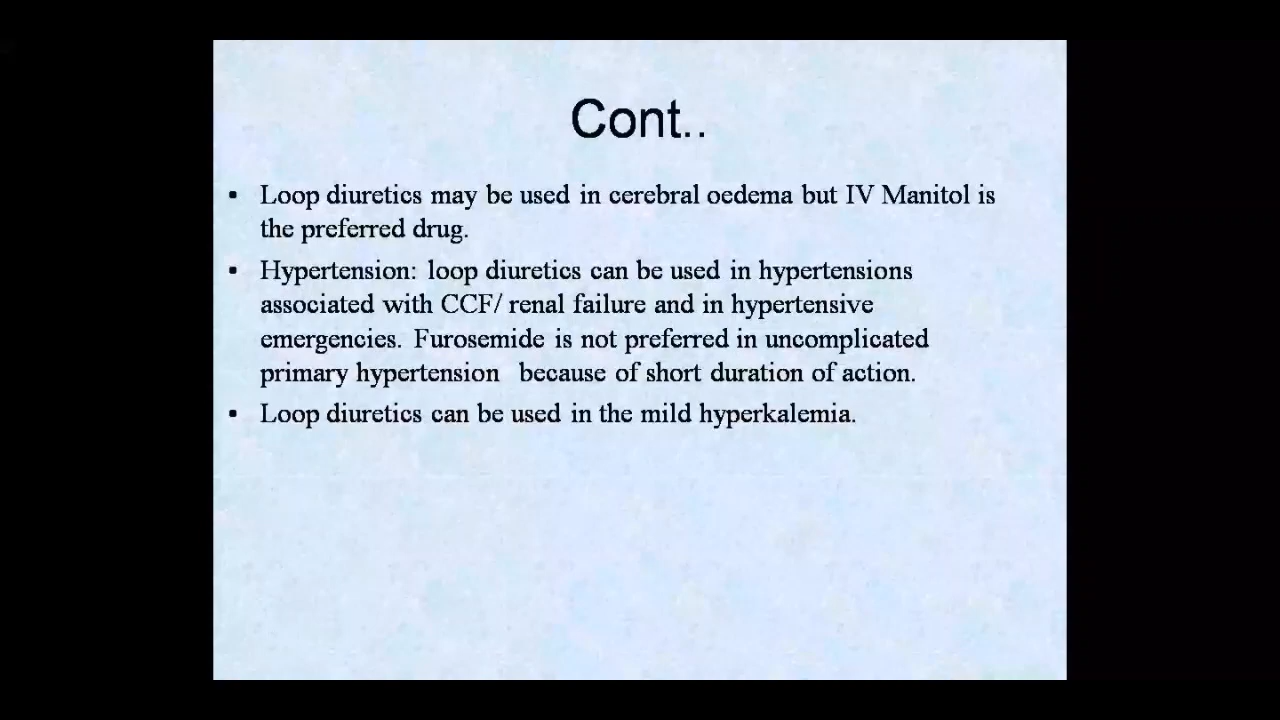 Cont..
• Loop diuretics may be used in cerebral oedema but IV Manitol is
the preferred drug.
• Hypertension: loop diuretics can be used in hypertensions
associated with CCF/ renal failure and in hypertensive
emergencies. Furosemide is not preferred in uncomplicated
primary hypertension because of short duration of action.
• Loop diuretics can be used in the mild hyperkalemia.